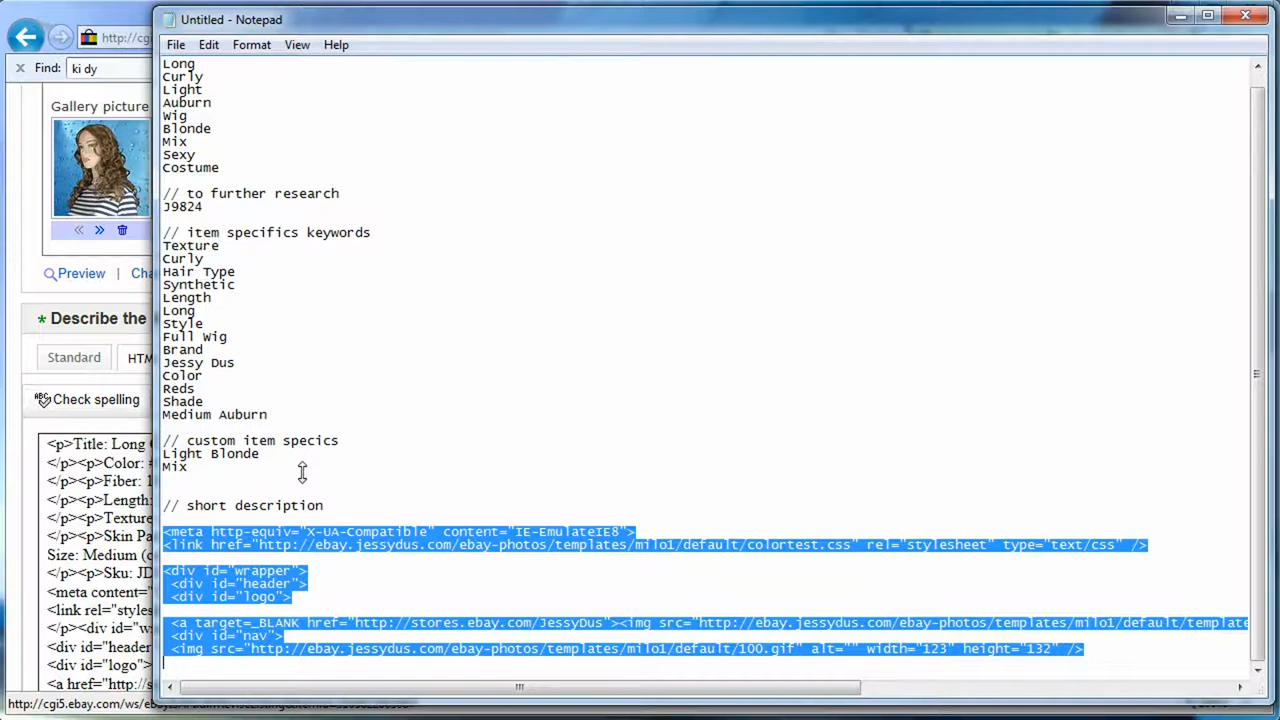 Untitled - Notepad
http://cgi
File Edit Format View Help
Find: ki dy
Gallery picture
Preview | Cha
Describe the
Standard HTM
Check spelling
<p>Title: Long
</p><p>Color:
</p><p>Fiber: 1
</p><p>Length:
</p><p>Texture
</p><p>Skin Pa
Size: Medium (c
</p><p>Sku: JD
<meta content=
<link rel="styles
</p><div id="w
<div id="head
<div id="logo">
<a href="http://s
http://cgi5.ebay.com/ws/eb
Long
Curly
Light
Auburn
Wig
Blonde
Mix
Sexy
Costume
// to further research
J9824
// item specifics keywords
Texture
Curly
Hair Type
Synthetic
Length
Long
Style
Full Wig
Brand
Jessy Dus
Color
Reds
Shade
Medium Auburn
// custom item specics
Light Blonde
Mix
// short description
<meta http-equiv="X-UA-Compatible" content="IE-EmulateIE8">
<link href="http://ebay.jessydus.com/ebay-photos/templates/milo1/default/colortest.css" rel="stylesheet" type="text/css" />
<div id="wrapper">
<div id="header">
<div id="logo">
<a target=_BLANK href="http://stores.ebay.com/JessyDus"><img src="http://ebay.jessydus.com/ebay-photos/templates/milo1/default/template
<div id="nav">
<img src="http://ebay.jessydus.com/ebay-photos/templates/milo1/default/100.gif" alt="" width="123" height="132" />